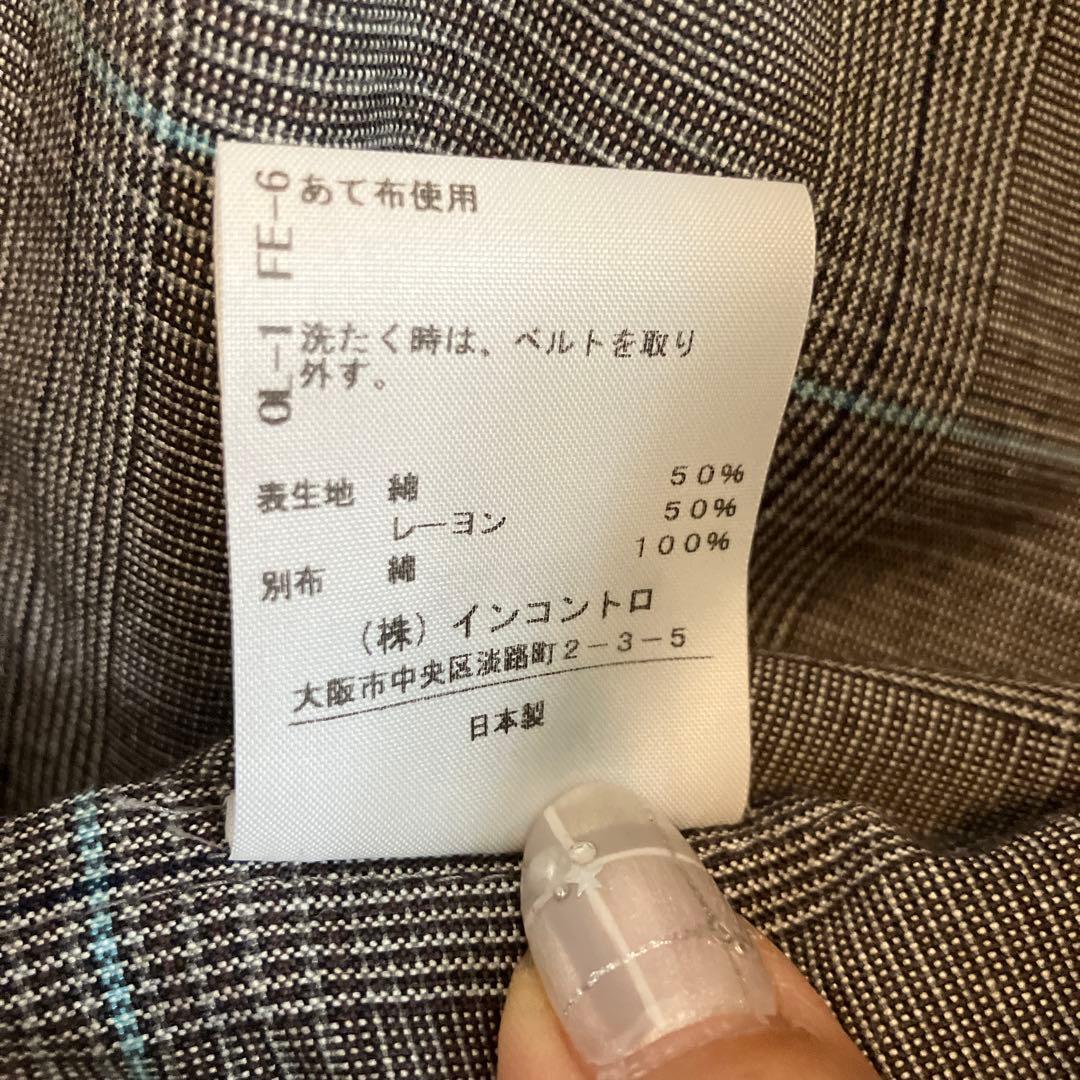 FE-6
あて布使用
OL-1
洗たく時は、ベルトを取り
外す。
表生地 綿 50%
レーヨン 50%
別布 綿 100%
(株) インコントロ
大阪市中央区淡路町2-3-5
日本製